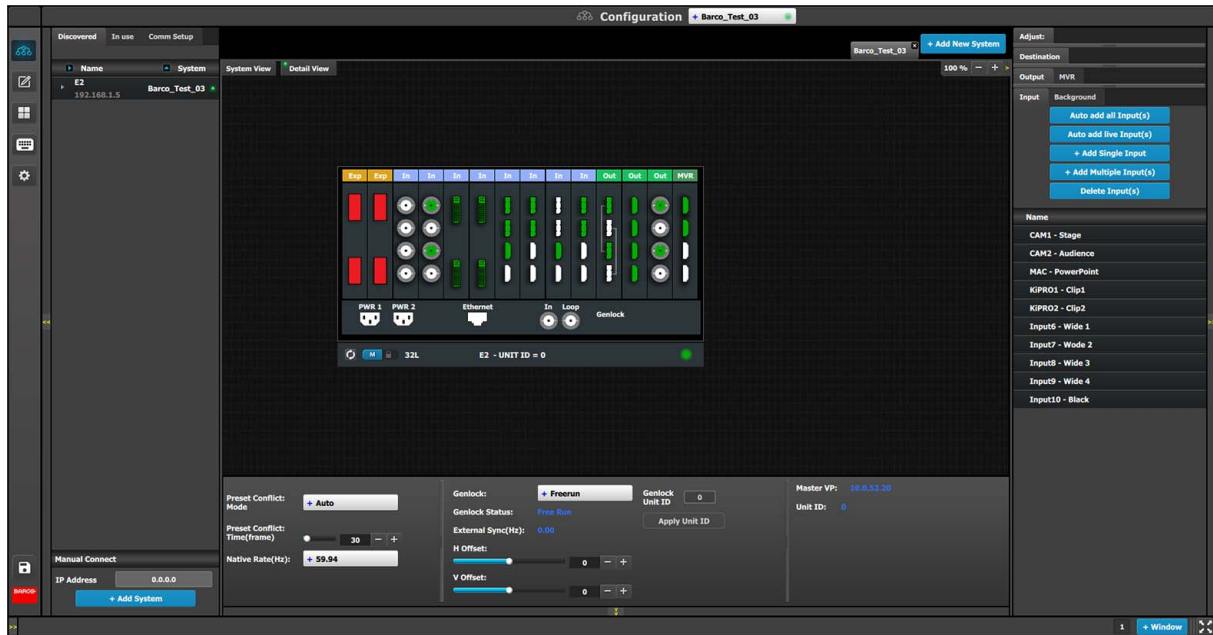 Configuration + Barco_Test_03
Discovered In use Comm Setup
Name System
E2 Barco_Test_03
192.168.1.5
System View Detail View
Barco_Test_03 x + Add New System
100 % − + >
Exp Exp In In In In In In In In Out Out Out MVR
PWR 1 PWR 2 Ethernet In Loop Genlock
M 32L E2 - UNIT ID = 0
Preset Conflict: Mode + Auto
Preset Conflict: Time(frame) 30 − +
Native Rate(Hz): + 59.94
Genlock: + Freerun
Genlock Status: Free Run
External Sync(Hz): 0.00
H Offset:
0 − +
V Offset:
0 − +
Genlock Unit ID 0
Apply Unit ID
Master VP: 10.0.52.20
Unit ID: 0
Adjust:
Destination
Output MVR
Input Background
Auto add all Input(s)
Auto add live Input(s)
+ Add Single Input
+ Add Multiple Input(s)
Delete Input(s)
Name
CAM1 - Stage
CAM2 - Audience
MAC - PowerPoint
KiPRO1 - Clip1
KiPRO2 - Clip2
Input6 - Wide 1
Input7 - Wode 2
Input8 - Wide 3
Input9 - Wide 4
Input10 - Black
Manual Connect
IP Address 0.0.0.0
+ Add System
BARCO
>> 1 + Window